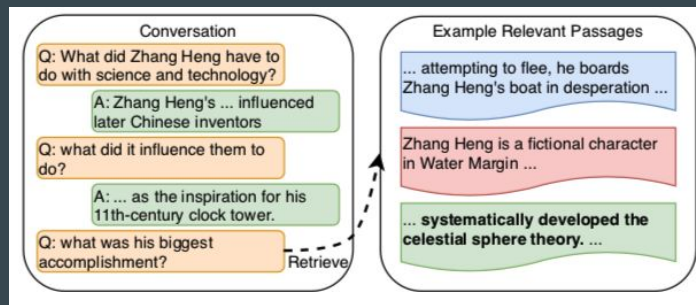 Conversation
Q: What did Zhang Heng have to
do with science and technology?
A: Zhang Heng's ... influenced
later Chinese inventors
Q: what did it influence them to
do?
A: ... as the inspiration for his
11th-century clock tower.
Q: what was his biggest
accomplishment?
Retrieve
Example Relevant Passages
... attempting to flee, he boards
Zhang Heng's boat in desperation ...
Zhang Heng is a fictional character
in Water Margin ...
... systematically developed the
celestial sphere theory. ...